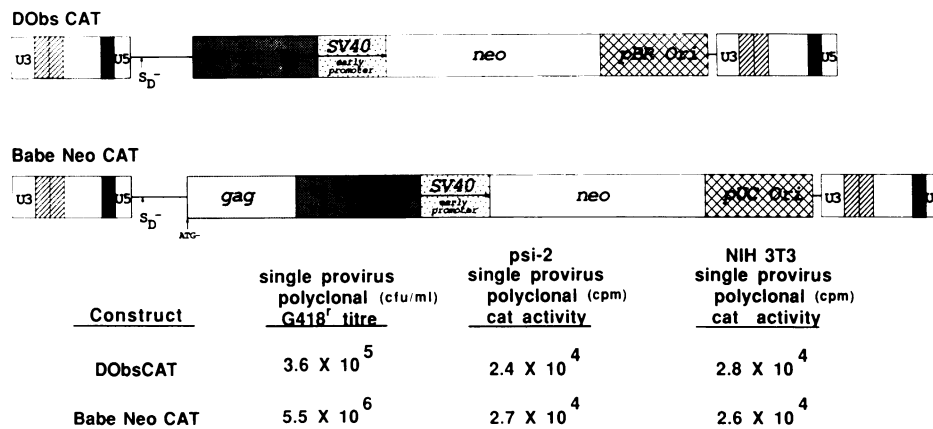 DObs CAT
U3 U5 SV40 early promoter neo pBR Ori U3 U5
SD-
Babe Neo CAT
U3 U5 gag SV40 early promoter neo pUC Ori U3 U
SD-
ATG-
psi-2 NIH 3T3
single provirus single provirus single provirus
polyclonal (cfu/ml) polyclonal (cpm) polyclonal (cpm)
Construct G418r titre cat activity cat activity
DObsCAT 3.6 X 10^5 2.4 X 10^4 2.8 X 10^4
Babe Neo CAT 5.5 X 10^6 2.7 X 10^4 2.6 X 10^4